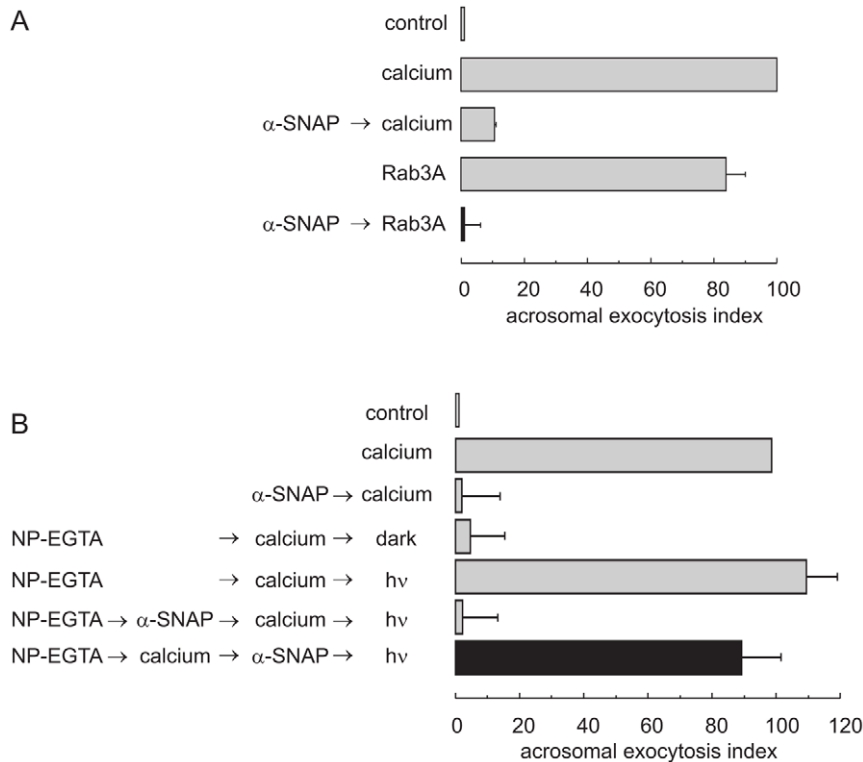 A
control
calcium
α-SNAP → calcium
Rab3A
α-SNAP → Rab3A
0 20 40 60 80 100
acrosomal exocytosis index
B
control
calcium
α-SNAP → calcium
NP-EGTA → calcium → dark
NP-EGTA → calcium → hν
NP-EGTA → α-SNAP → calcium → hν
NP-EGTA → calcium → α-SNAP → hν
0 20 40 60 80 100 120
acrosomal exocytosis index